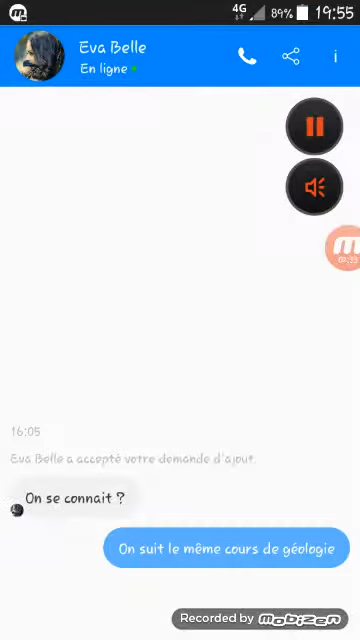 4G 89% 19:55
Eva Belle
En ligne
i
16:05
Eva Belle a accepté votre demande d'ajout.
On se connait ?
On suit le même cours de géologie
Recorded by mobizen